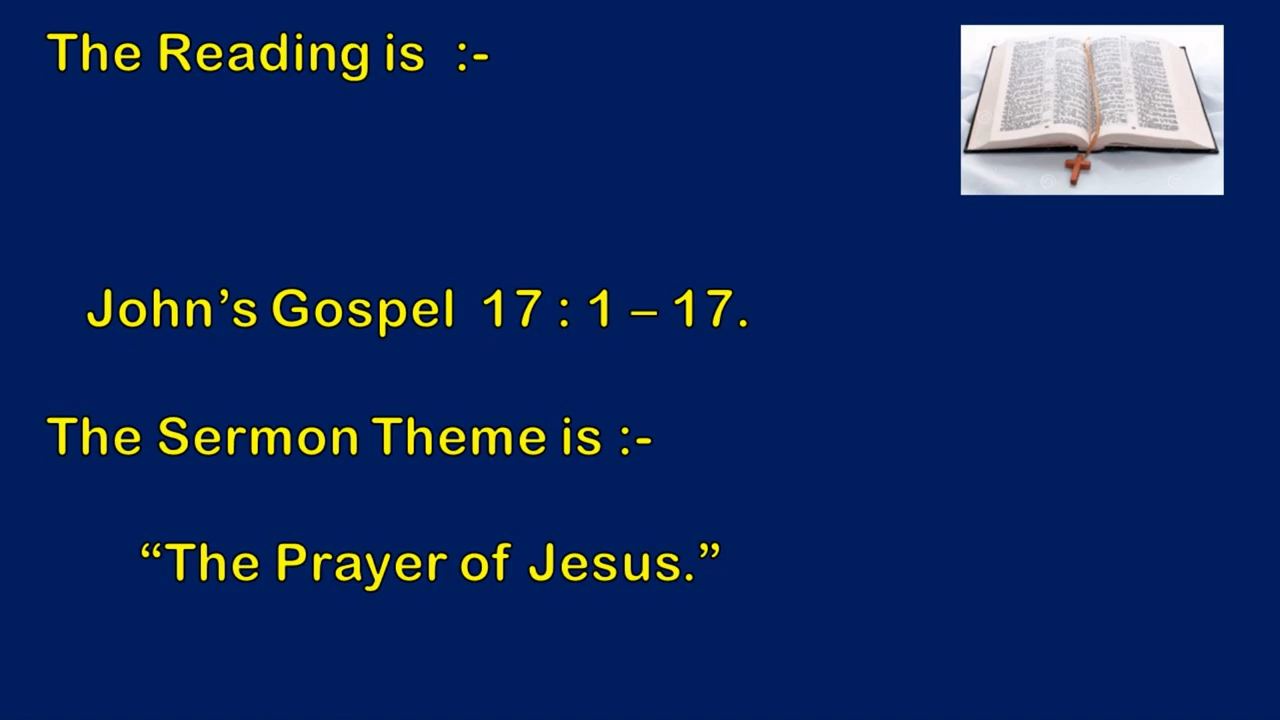 The Reading is :-
John’s Gospel 17 : 1 – 17.
The Sermon Theme is :-
“The Prayer of Jesus.”